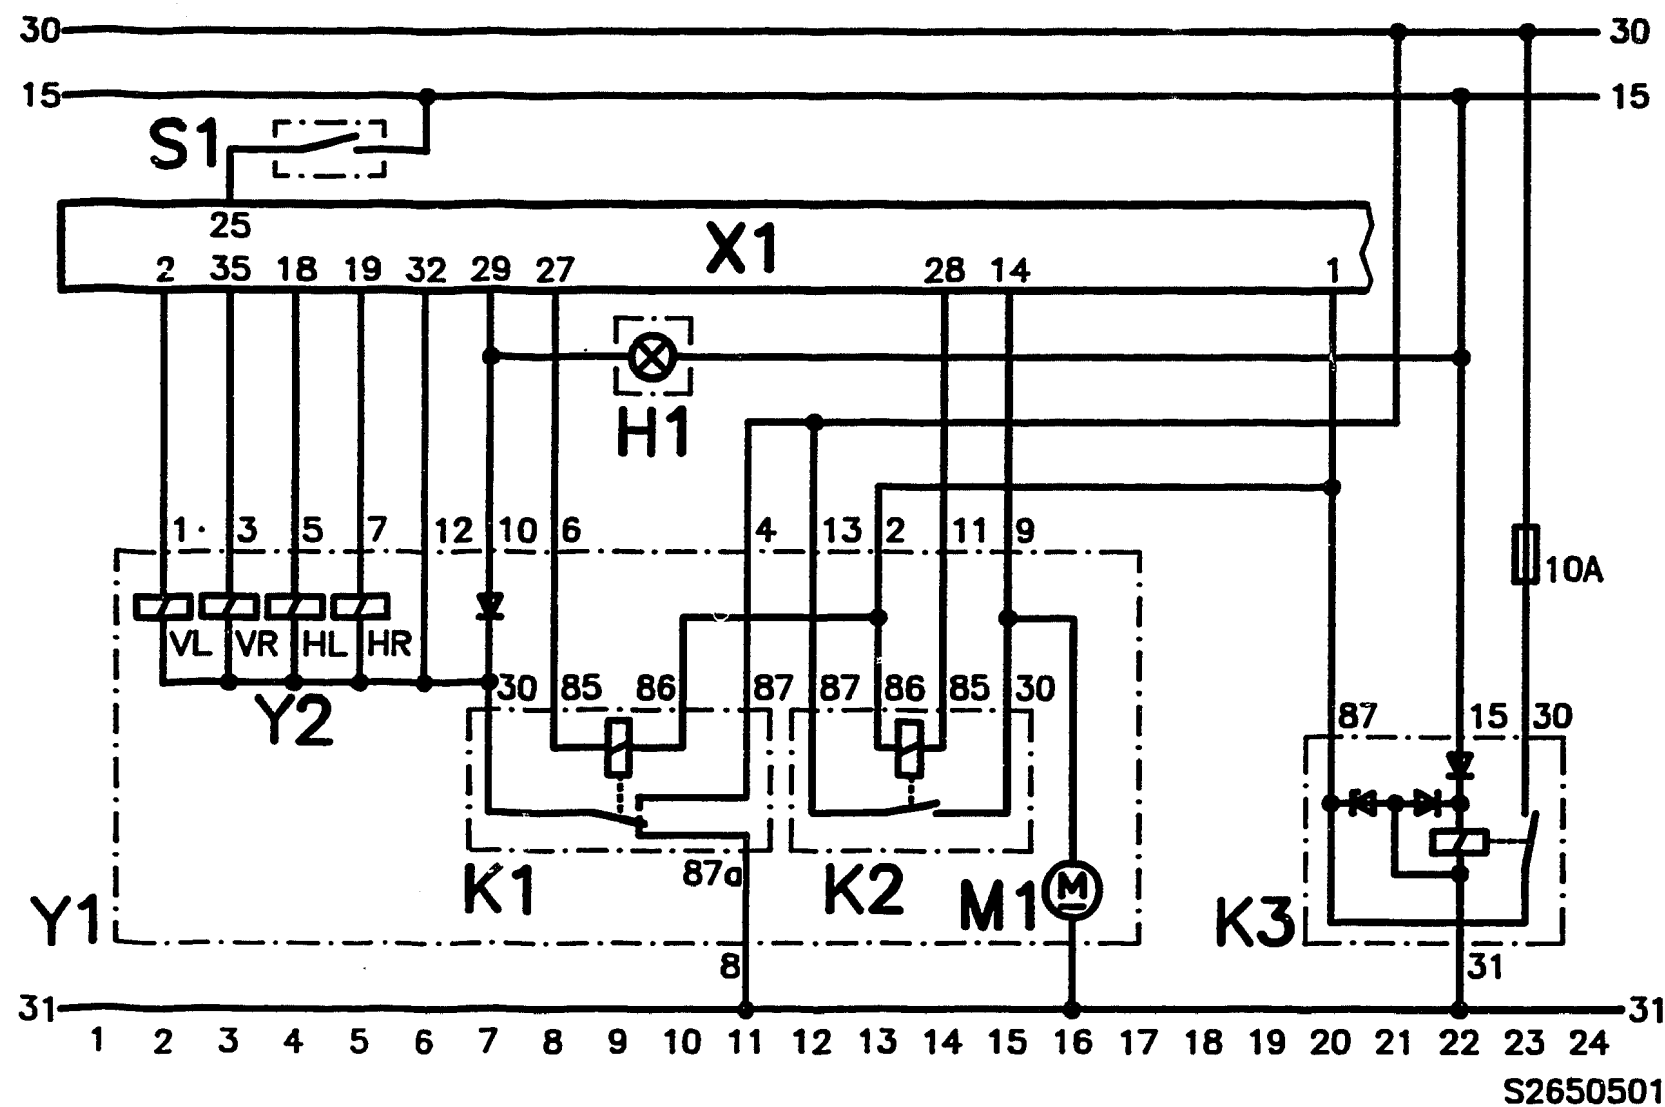 30 30
15 15
S1
25 X1
2 35 18 19 32 29 27 28 14 1
H1
1 3 5 7 12 10 6 4 13 2 11 9
10A
VL VR HL HR
30 85 86 87 87 86 85 30
Y2 87 15 30
M
87a
K1 K2 M1
Y1 K3
8 31
31 31
1 2 3 4 5 6 7 8 9 10 11 12 13 14 15 16 17 18 19 20 21 22 23 24
S2650501